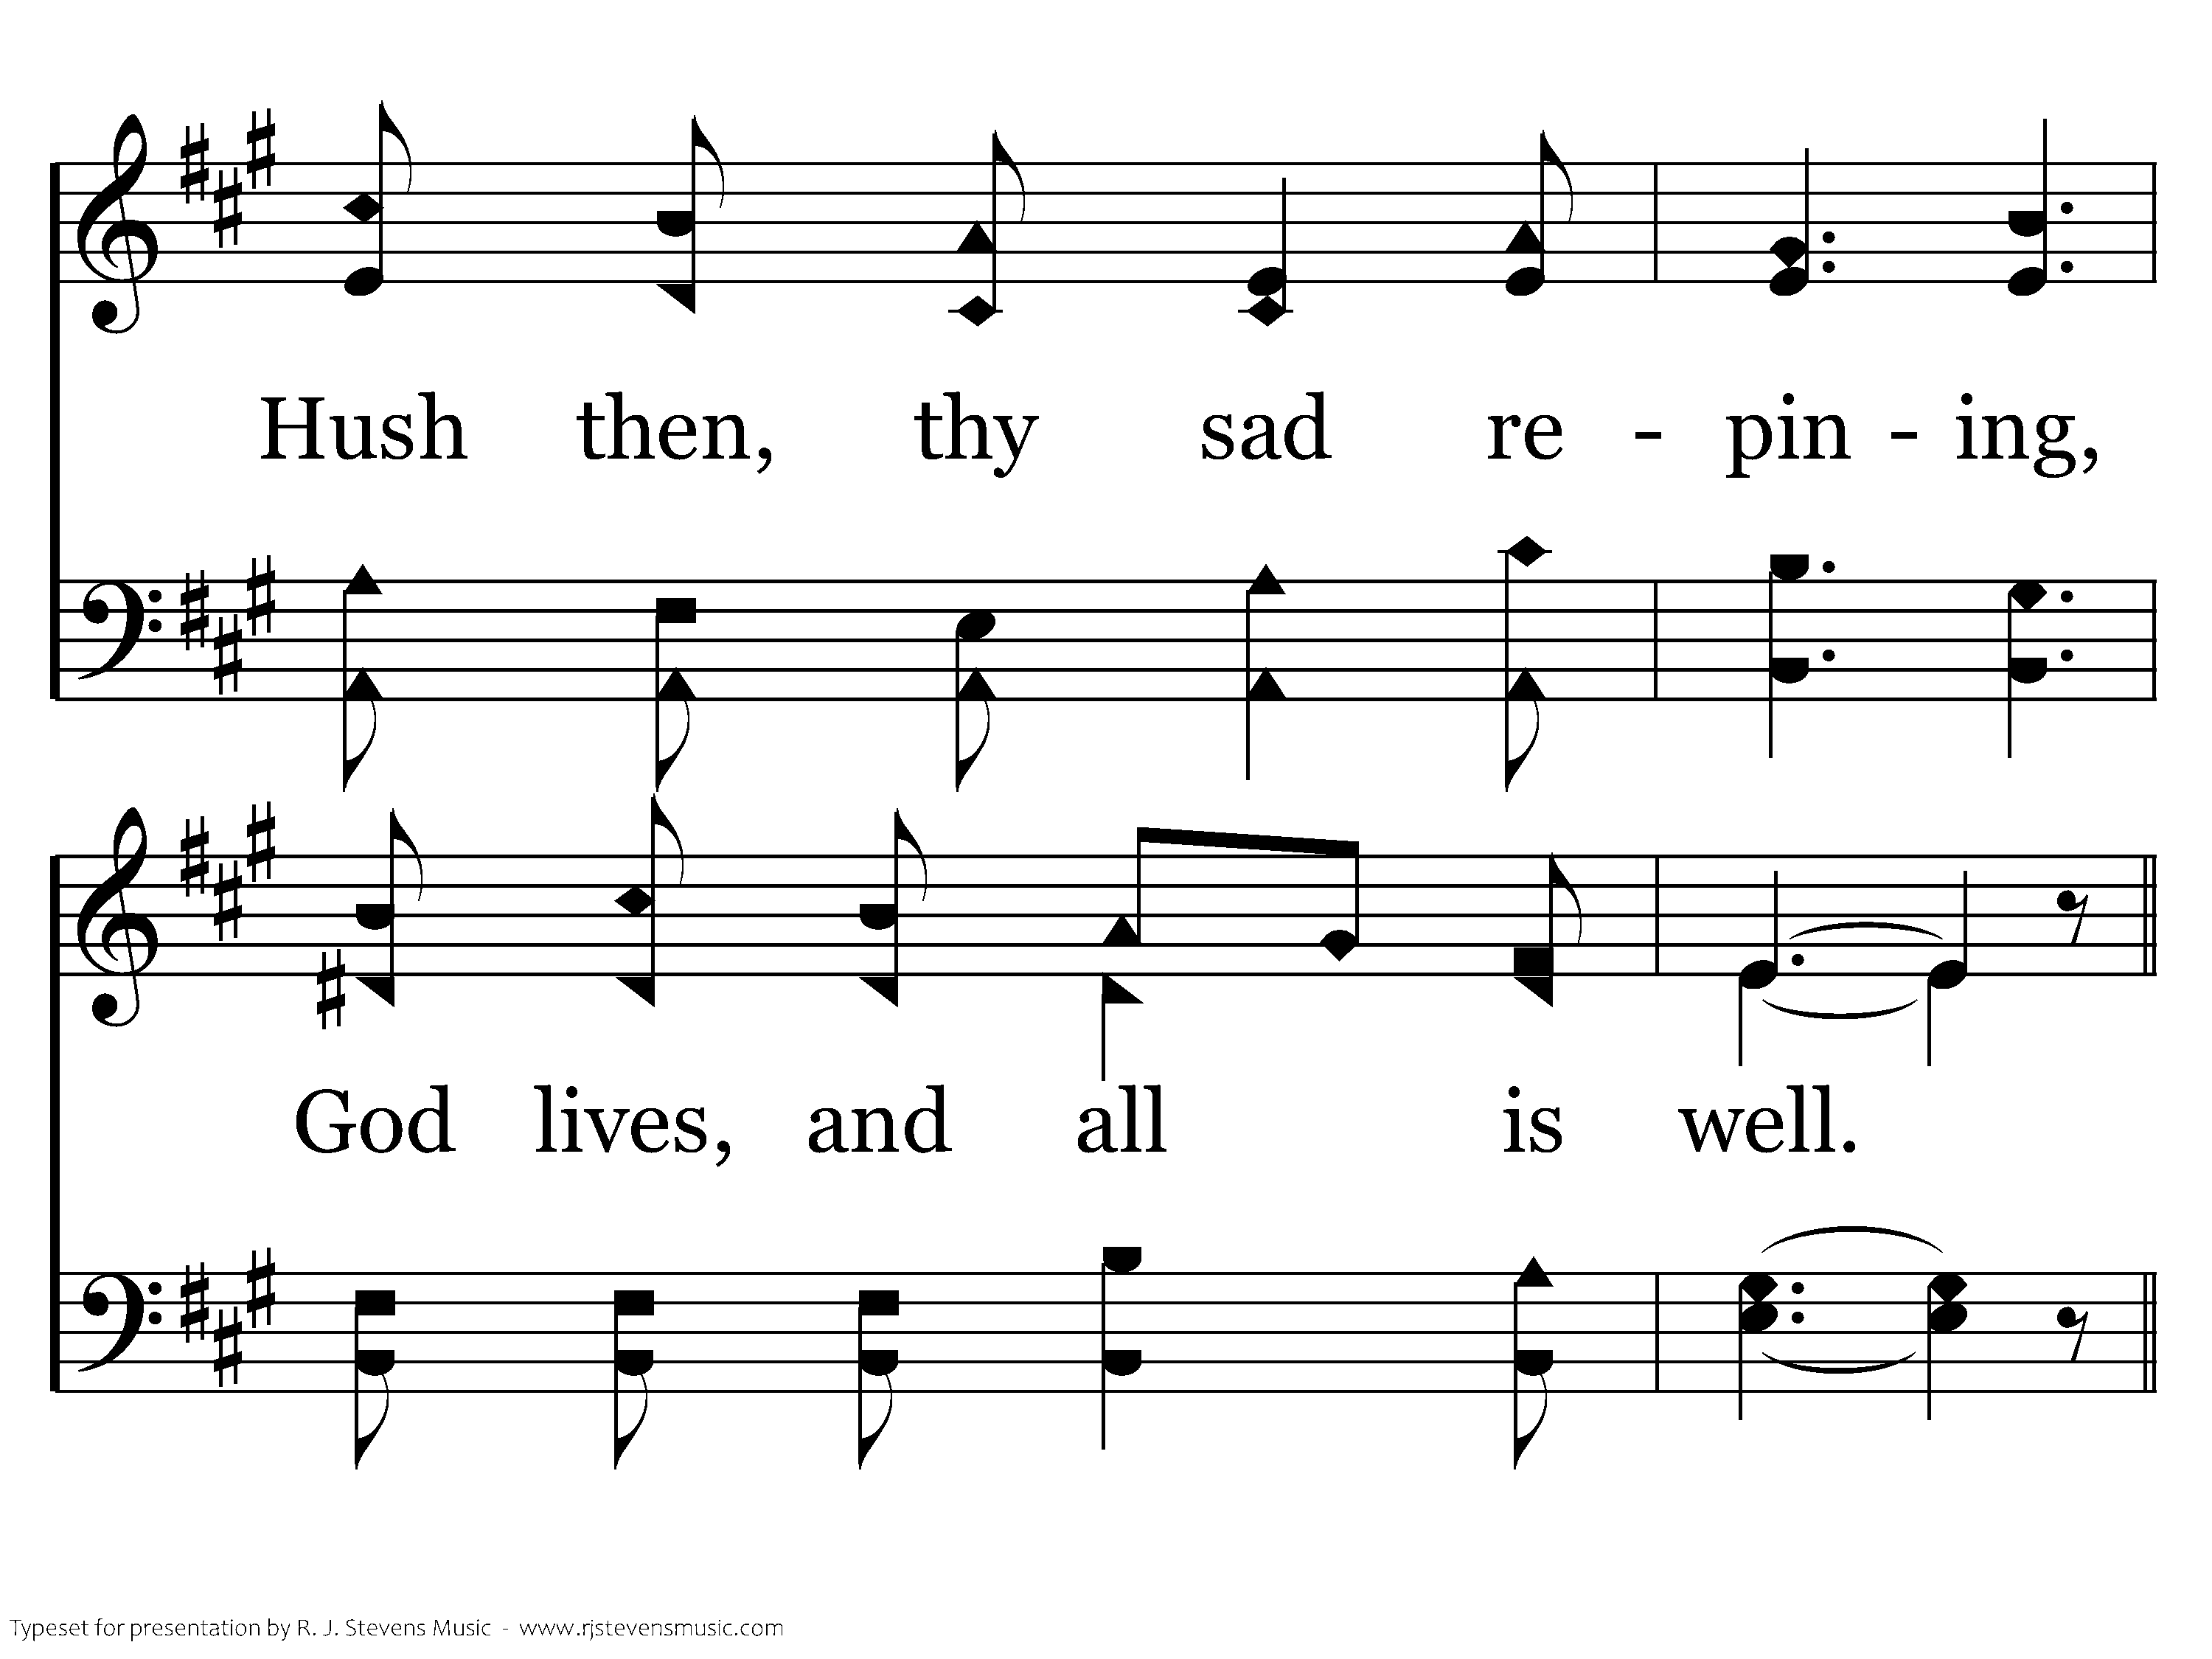 Hush then, thy sad re - pin - ing,
God lives, and all is well.
Typeset for presentation by R. J. Stevens Music - www.rjstevensmusic.com